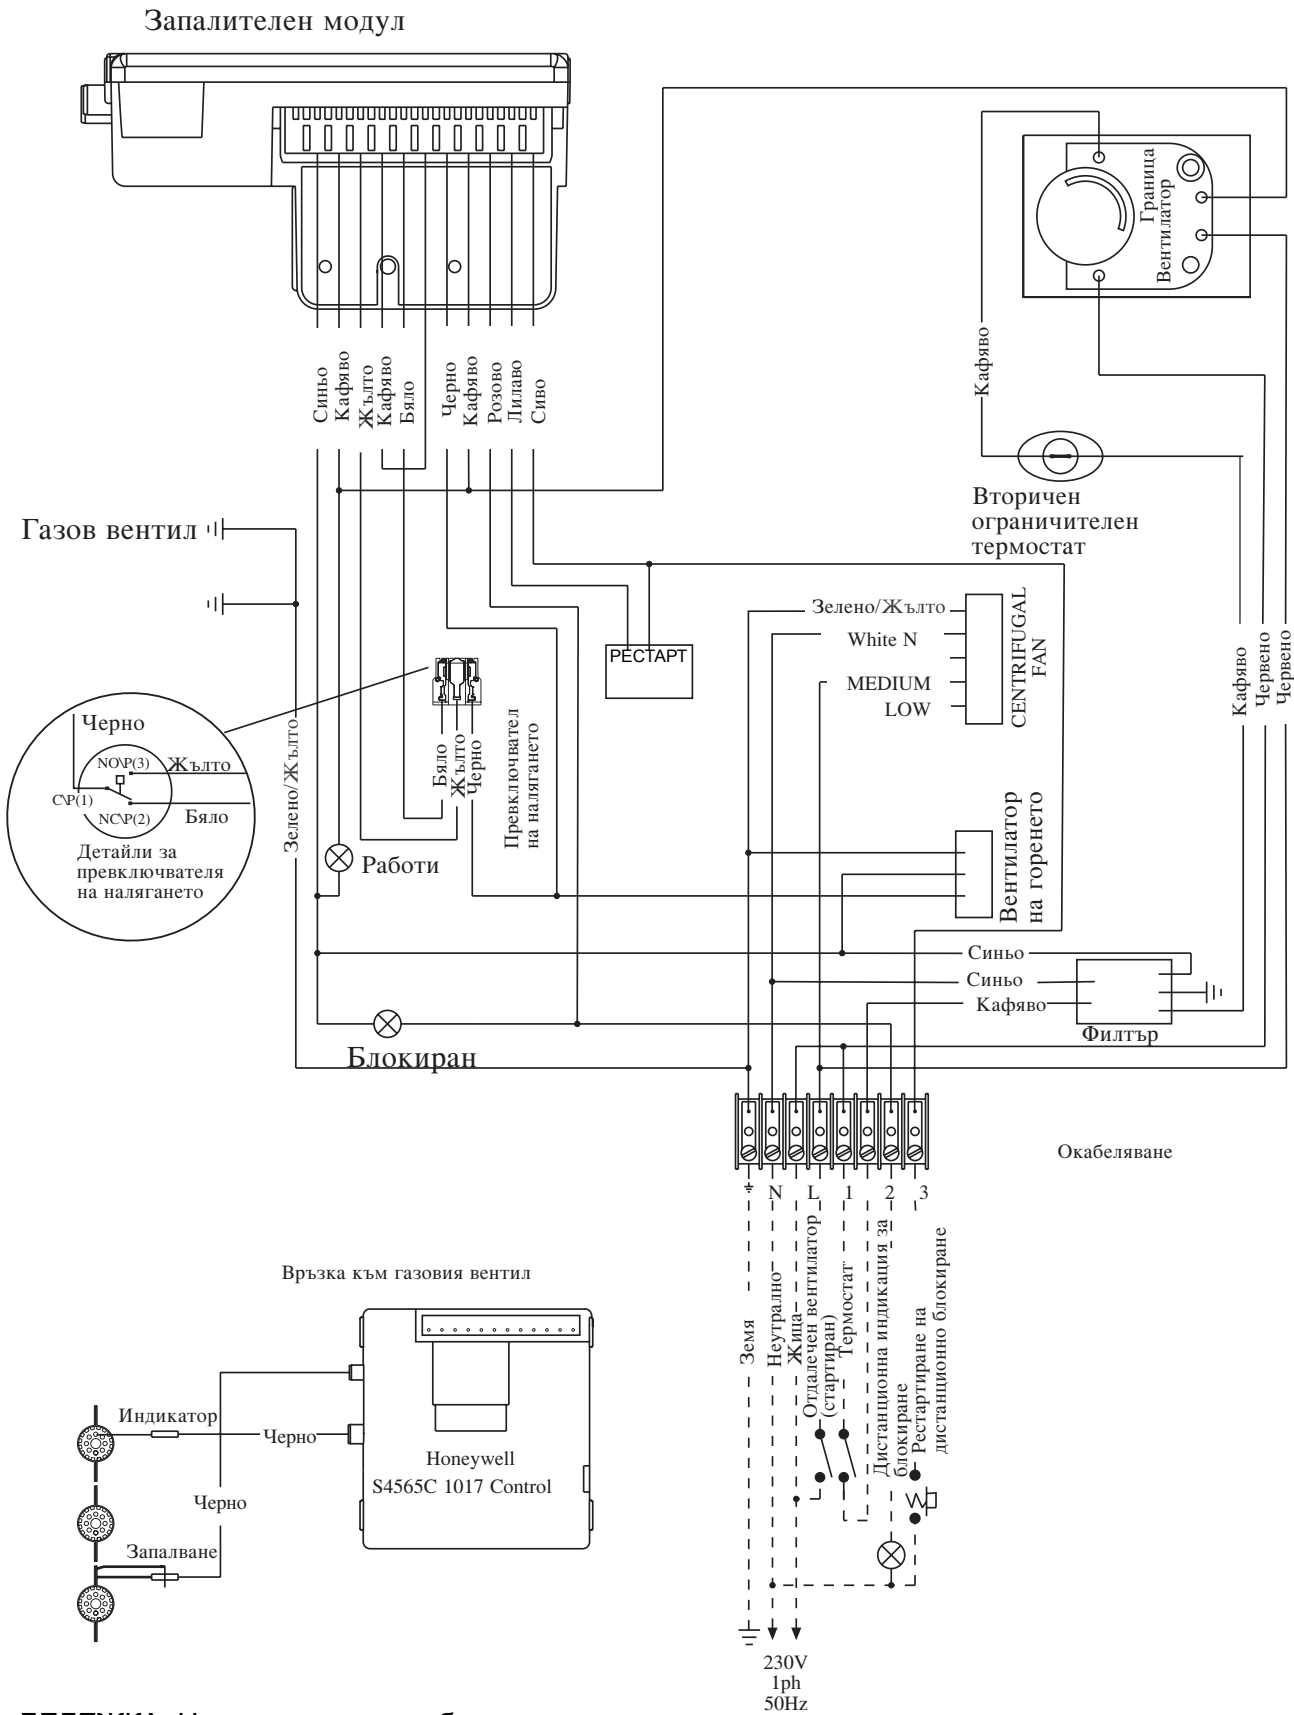 Запалителен модул
Граница
Вентилатор
Синьо
Кафяво
Жълто
Кафяво
Бяло
Черно
Кафяво
Розово
Лилаво
Сиво
Кафяво
Вторичен
ограничителен
термостат
Газов вентил
Зелено/Жълто
White N
MEDIUM
LOW
CENTRIFUGAL
FAN
РЕСТАРТ
Кафяво
Червено
Червено
Черно
NO\P(3)
Жълто
C\P(1)
NC\P(2)
Бяло
Детайли за
превключвателя
на налягането
Зелено/Жълто
Бяло
Жълто
Черно
Превключвател
на налягането
Работи
Вентилатор
на горенето
Синьо
Синьо
Кафяво
Филтър
Блокиран
Окабеляване
N
L
1
2
3
Земя
Неутрално
Жица
Отдалечен вентилатор
(стартиран)
Термостат
Дистанционна индикация за
блокиране
Рестартиране на
дистанционно блокиране
Връзка към газовия вентил
Индикатор
Черно
Черно
Запалване
Honeywell
S4565C 1017 Control
230V
1ph
50Hz